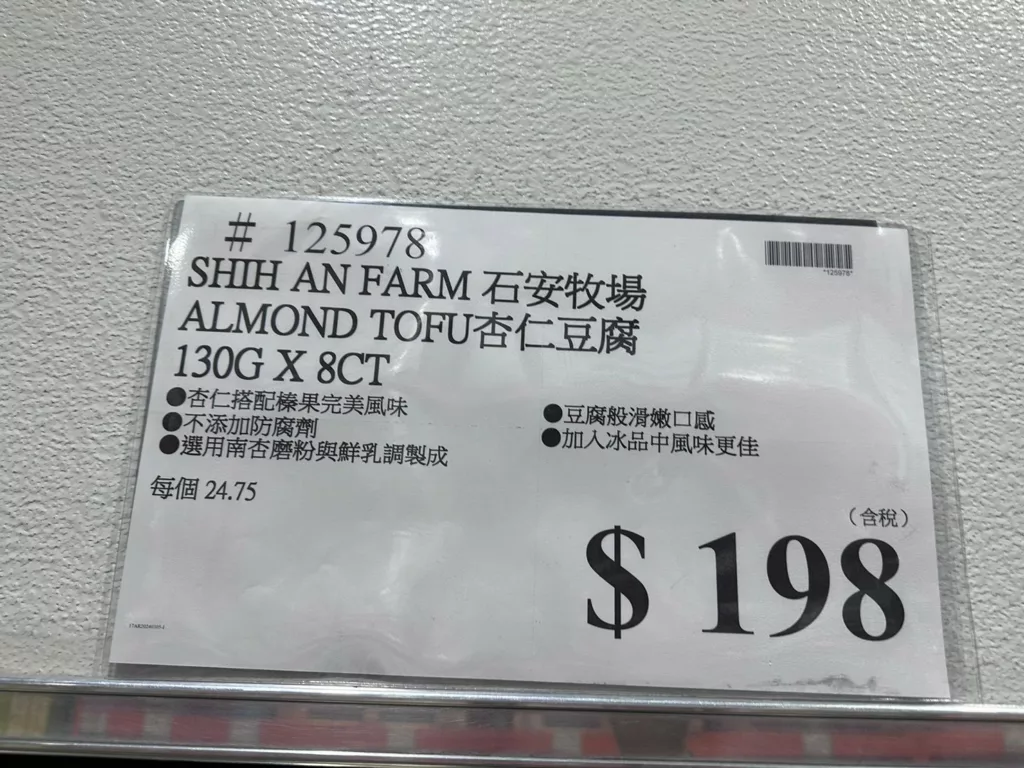 # 125978
*125978*
SHIH AN FARM 石安牧場
ALMOND TOFU杏仁豆腐
130G X 8CT
●杏仁搭配榛果完美風味
●不添加防腐劑
●選用南杏磨粉與鮮乳調製成
●豆腐般滑嫩口感
●加入冰品中風味更佳
每個 24.75
(含稅)
$ 198